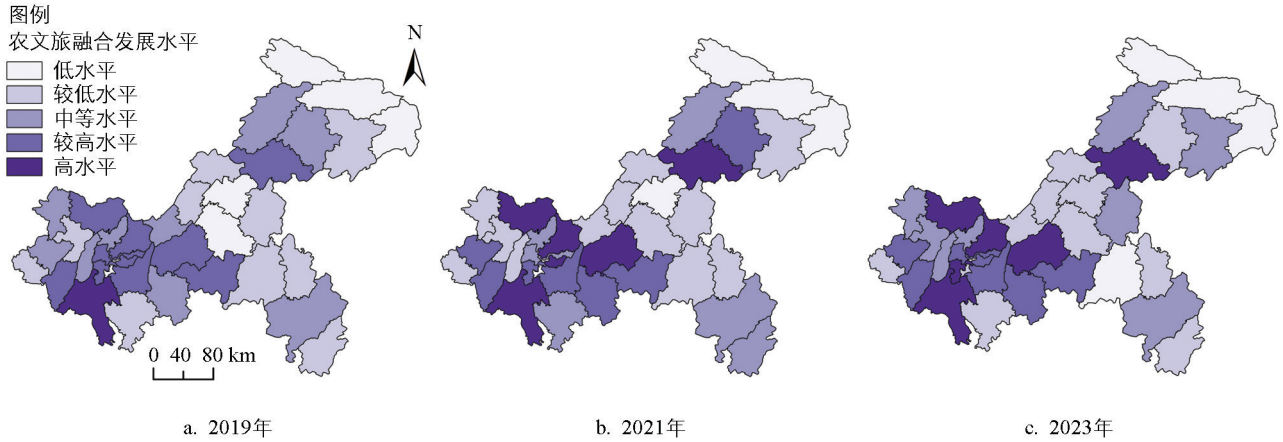 图例
农文旅融合发展水平
低水平
较低水平
中等水平
较高水平
高水平
N
0 40 80 km
a. 2019年
b. 2021年
c. 2023年